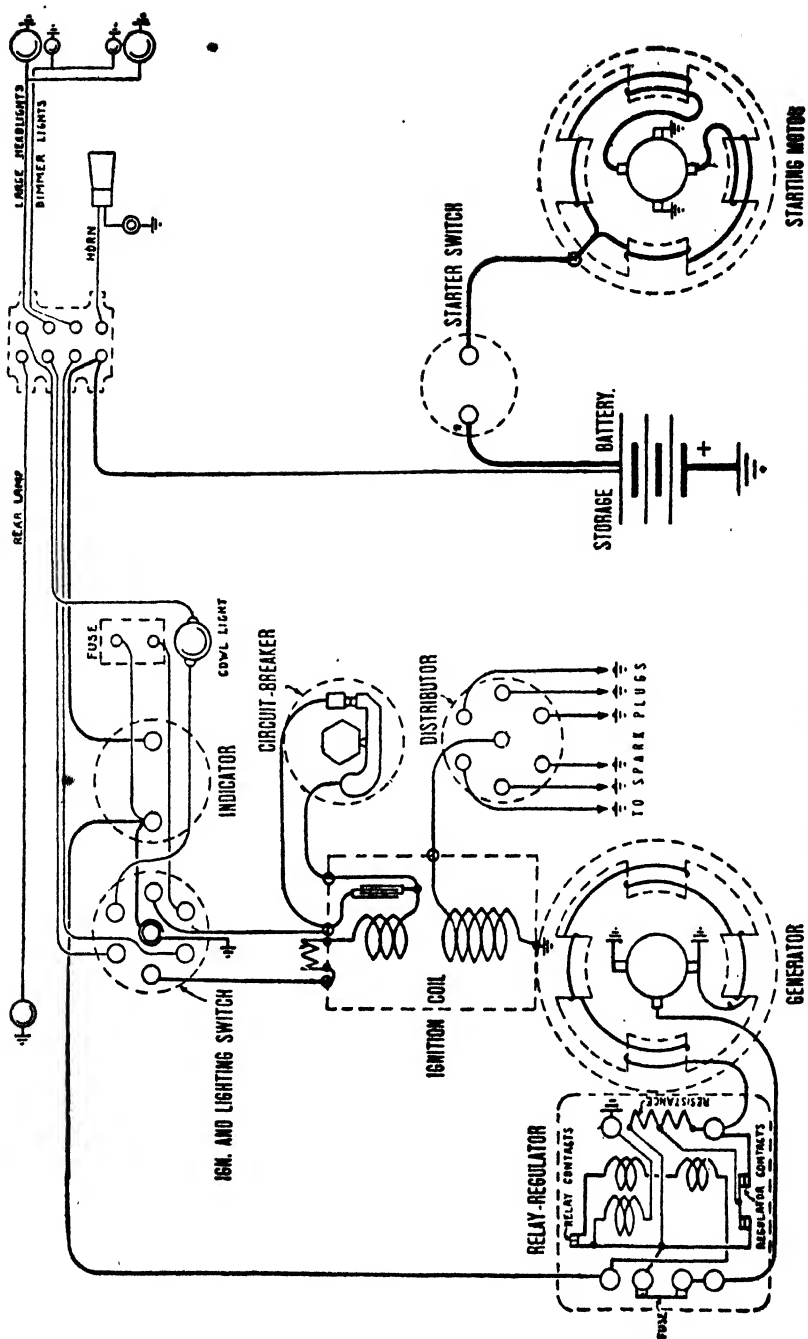 LARGE HEADLIGHTS
DIMMER LIGHTS
HORN
REAR LAMP
FUSE
COWL LIGHT
INDICATOR
IGN. AND LIGHTING SWITCH
CIRCUIT-BREAKER
DISTRIBUTOR
TO SPARK PLUGS
IGNITION COIL
STARTER SWITCH
STORAGE BATTERY.
+
STARTING MOTOR
GENERATOR
RELAY-REGULATOR
RELAY CONTACTS
RESISTANCE
REGULATOR CONTACTS
FUSE